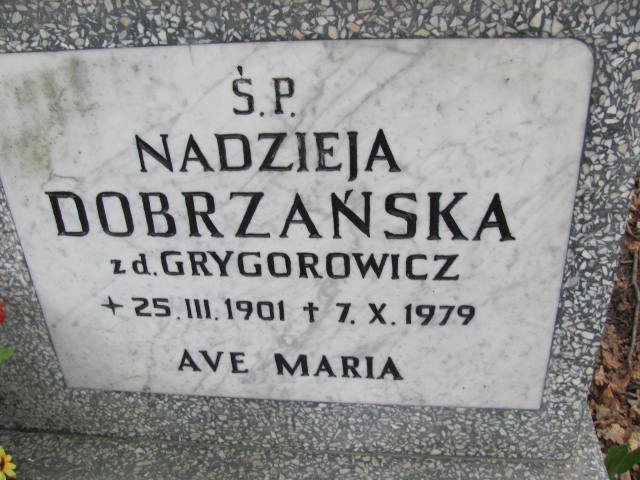 Ś.P.
NADZIEJA
DOBRZAŃSKA
z d. GRYGOROWICZ
+ 25.III.1901 † 7.X.1979
AVE MARIA